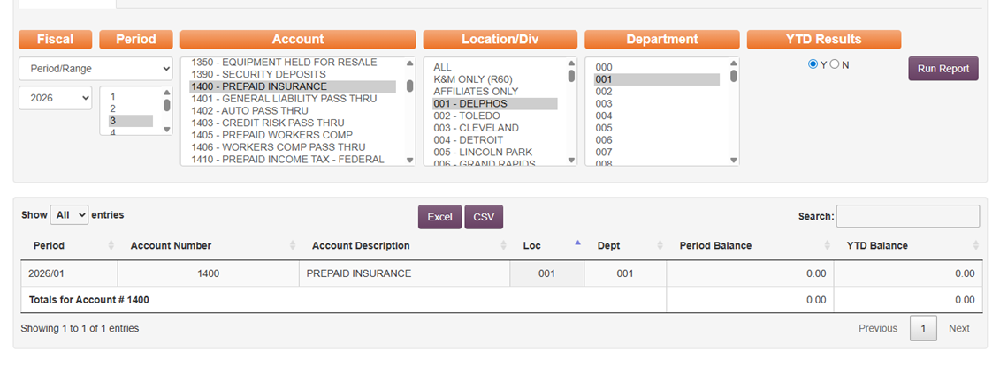 Fiscal Period Account Location/Div Department YTD Results
Period/Range
2026
1
2
3
4
1350 - EQUIPMENT HELD FOR RESALE
1390 - SECURITY DEPOSITS
1400 - PREPAID INSURANCE
1401 - GENERAL LIABILITY PASS THRU
1402 - AUTO PASS THRU
1403 - CREDIT RISK PASS THRU
1405 - PREPAID WORKERS COMP
1406 - WORKERS COMP PASS THRU
1410 - PREPAID INCOME TAX - FEDERAL
ALL
K&M ONLY (R60)
AFFILIATES ONLY
001 - DELPHOS
002 - TOLEDO
003 - CLEVELAND
004 - DETROIT
005 - LINCOLN PARK
006 - GRAND RAPIDS
000
001
002
003
004
005
006
007
008
Y N
Run Report
Show All entries
Excel CSV
Search:
Period Account Number Account Description Loc Dept Period Balance YTD Balance
2026/01 1400 PREPAID INSURANCE 001 001 0.00 0.00
Totals for Account # 1400 0.00 0.00
Showing 1 to 1 of 1 entries
Previous 1 Next